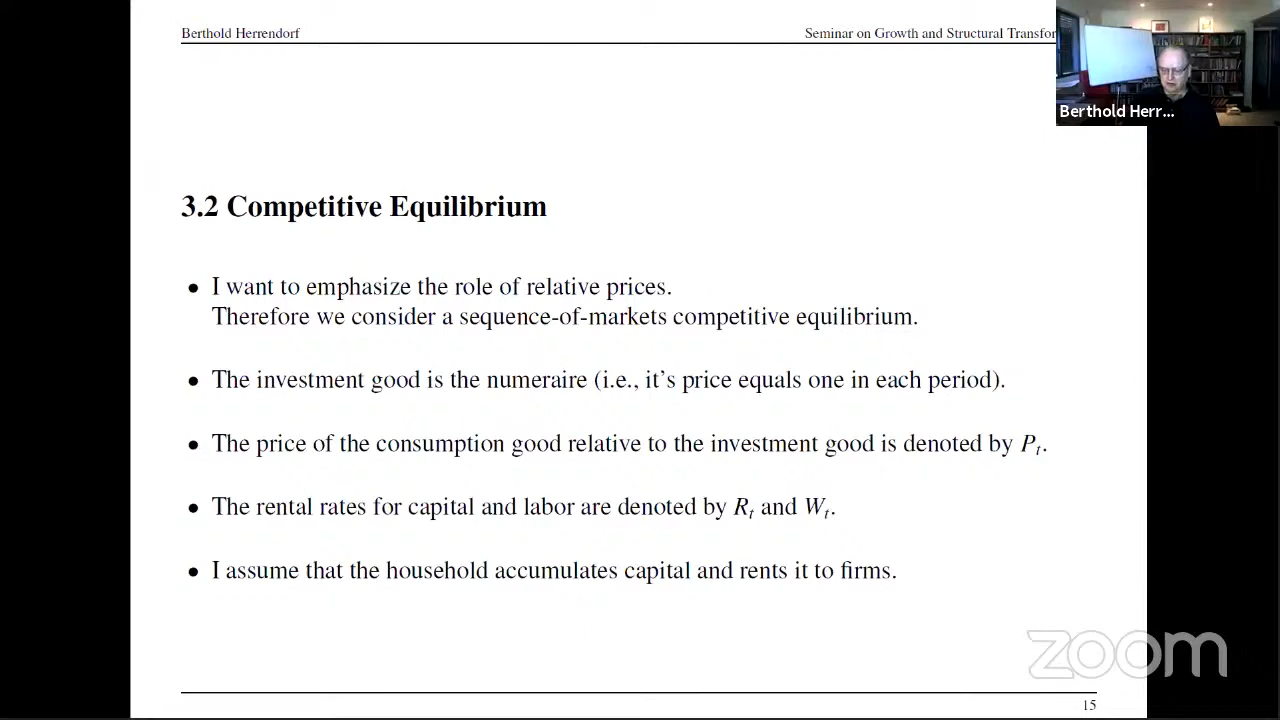 Berthold Herrendorf
Seminar on Growth and Structural Transfor
Berthold Herr...
3.2 Competitive Equilibrium
• I want to emphasize the role of relative prices.
Therefore we consider a sequence-of-markets competitive equilibrium.
• The investment good is the numeraire (i.e., it's price equals one in each period).
• The price of the consumption good relative to the investment good is denoted by Pt.
• The rental rates for capital and labor are denoted by Rt and Wt.
• I assume that the household accumulates capital and rents it to firms.
zoom
15